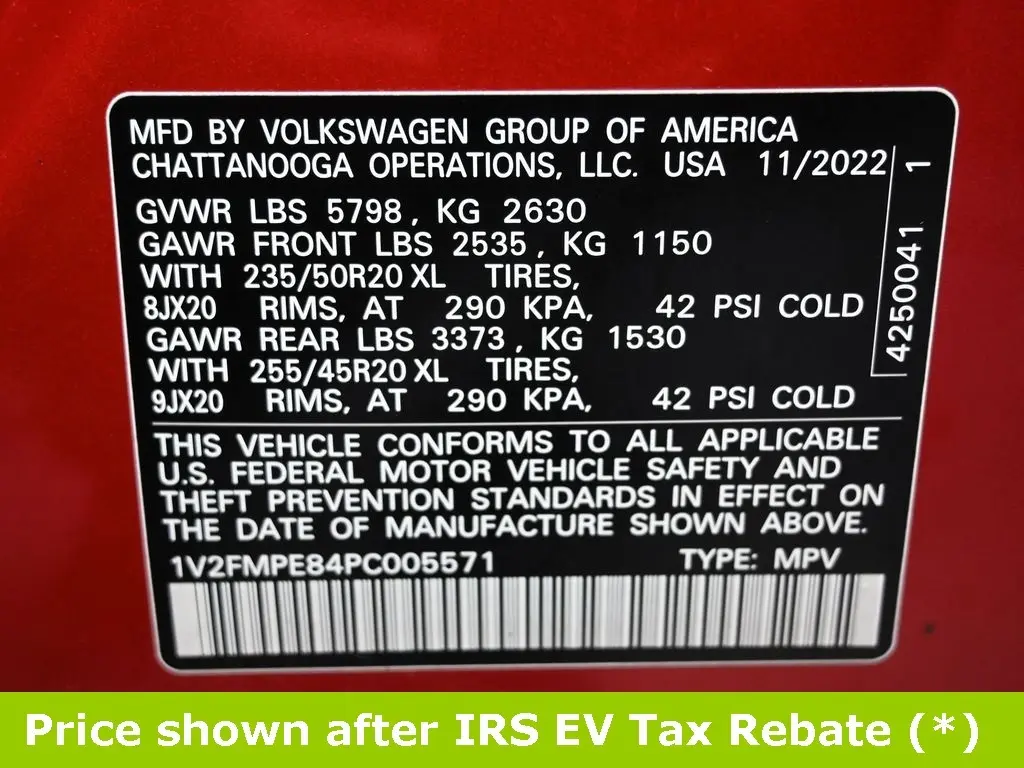 MFD BY VOLKSWAGEN GROUP OF AMERICA
CHATTANOOGA OPERATIONS, LLC. USA 11/2022
GVWR LBS 5798, KG 2630
GAWR FRONT LBS 2535, KG 1150
WITH 235/50R20 XL TIRES,
8JX20 RIMS, AT 290 KPA, 42 PSI COLD
GAWR REAR LBS 3373, KG 1530
WITH 255/45R20 XL TIRES,
9JX20 RIMS, AT 290 KPA, 42 PSI COLD
4250041 1
THIS VEHICLE CONFORMS TO ALL APPLICABLE
U.S. FEDERAL MOTOR VEHICLE SAFETY AND
THEFT PREVENTION STANDARDS IN EFFECT ON
THE DATE OF MANUFACTURE SHOWN ABOVE.
1V2FMPE84PC005571 TYPE: MPV
Price shown after IRS EV Tax Rebate (*)